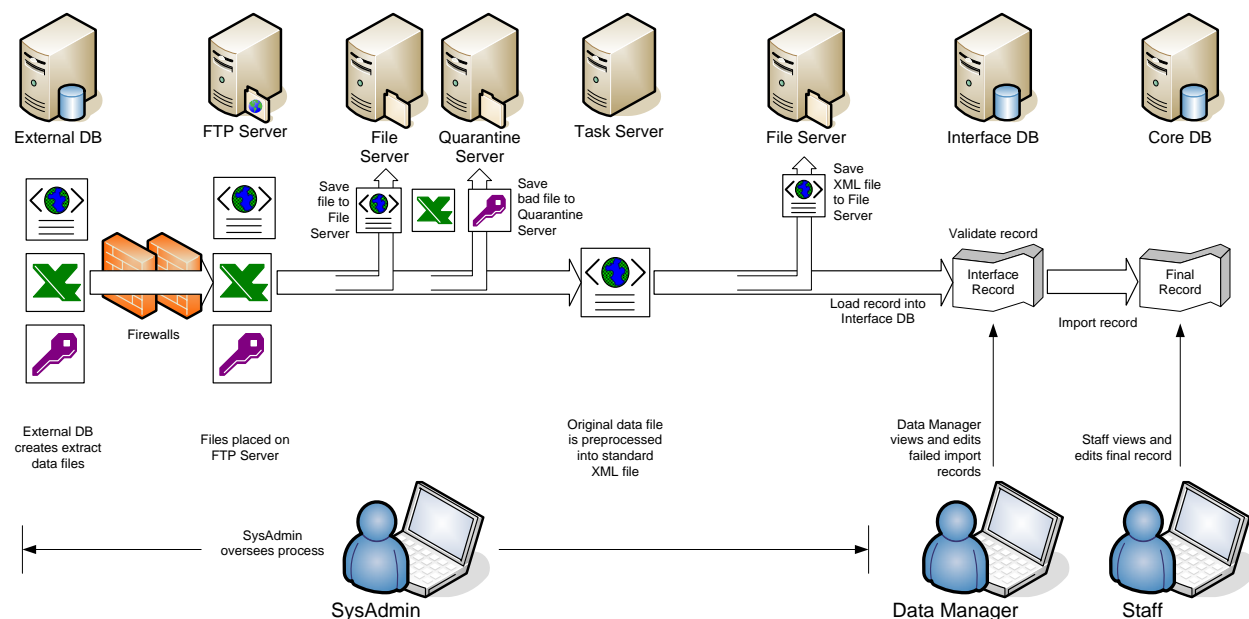 External DB
FTP Server
File
Server
Quarantine
Server
Task Server
File Server
Interface DB
Core DB
Save
file to
File
Server
Save
bad file to
Quarantine
Server
Save
XML file
to File
Server
Validate record
Interface
Record
Final
Record
Firewalls
Load record into
Interface DB
Import record
External DB
creates extract
data files
Files placed on
FTP Server
Original data file
is preprocessed
into standard
XML file
Data Manager
views and edits
failed import
records
Staff views and
edits final record
SysAdmin
oversees process
SysAdmin
Data Manager
Staff